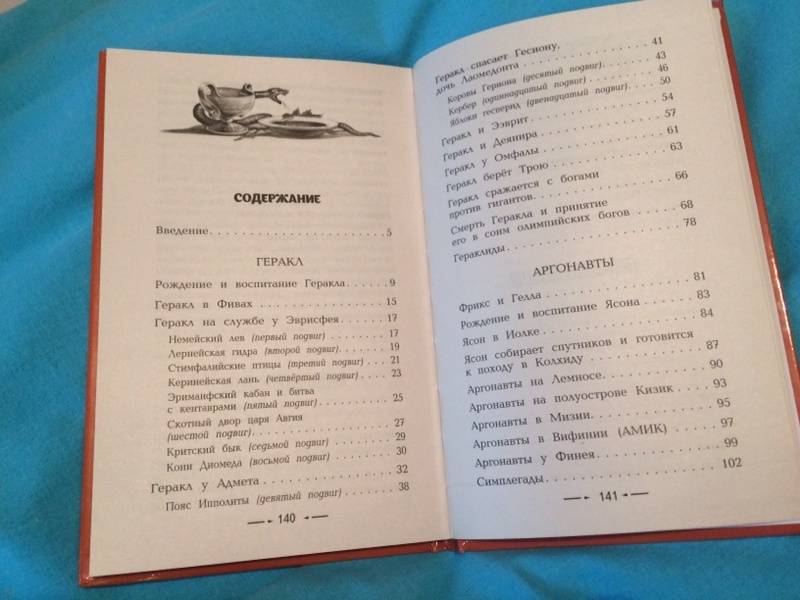 СОДЕРЖАНИЕ
Введение . . . . . . . . . . . . . . . . . . . . . . . . 5
ГЕРАКЛ
Рождение и воспитание Геракла . . . . 9
Геракл в Фивах . . . . . . . . . . . . . . . . . 15
Геракл на службе у Эврисфея . . . . . . 17
Немейский лев (первый подвиг) . . . . . 17
Лернейская гидра (второй подвиг) . . . . 19
Стимфалийские птицы (третий подвиг) . . 21
Керинейская лань (четвёртый подвиг) . . . 23
Эриманфский кабан и битва
с кентаврами (пятый подвиг) . . . . . . . 25
Скотный двор царя Авгия
(шестой подвиг) . . . . . . . . . . . . . . . 27
Критский бык (седьмой подвиг) . . . . . . 29
Кони Диомеда (восьмой подвиг) . . . . . . 30
Геракл у Адмета . . . . . . . . . . . . . . . . 32
Пояс Ипполиты (девятый подвиг) . . . . . 38
140
Геракл спасает Гесиону,
дочь Лаомедонта . . . . . . . . . . . . . . 41
Коровы Гериона (десятый подвиг) . . . . . 43
Кербер (одиннадцатый подвиг) . . . . . . . 46
Яблоки гесперид (двенадцатый подвиг) . . 50
Геракл и Эврит . . . . . . . . . . . . . . . . 54
Геракл и Деянира . . . . . . . . . . . . . . 57
Геракл у Омфалы . . . . . . . . . . . . . . 61
Геракл берёт Трою . . . . . . . . . . . . . 63
Геракл сражается с богами
против гигантов . . . . . . . . . . . . . . . 66
Смерть Геракла и принятие
его в сонм олимпийских богов . . . . . 68
Гераклиды . . . . . . . . . . . . . . . . . . . 78
АРГОНАВТЫ
Фрикс и Гелла . . . . . . . . . . . . . . . . 81
Рождение и воспитание Ясона . . . . . . 83
Ясон в Иолке . . . . . . . . . . . . . . . . . 84
Ясон собирает спутников и готовится
к походу в Колхиду . . . . . . . . . . . . 87
Аргонавты на Лемносе . . . . . . . . . . . 90
Аргонавты на полуострове Кизик . . . . 93
Аргонавты в Мизии . . . . . . . . . . . . . 95
Аргонавты в Вифинии (АМИК) . . . . . 97
Аргонавты у Финея . . . . . . . . . . . . . 99
Симплегады . . . . . . . . . . . . . . . . . 102
141